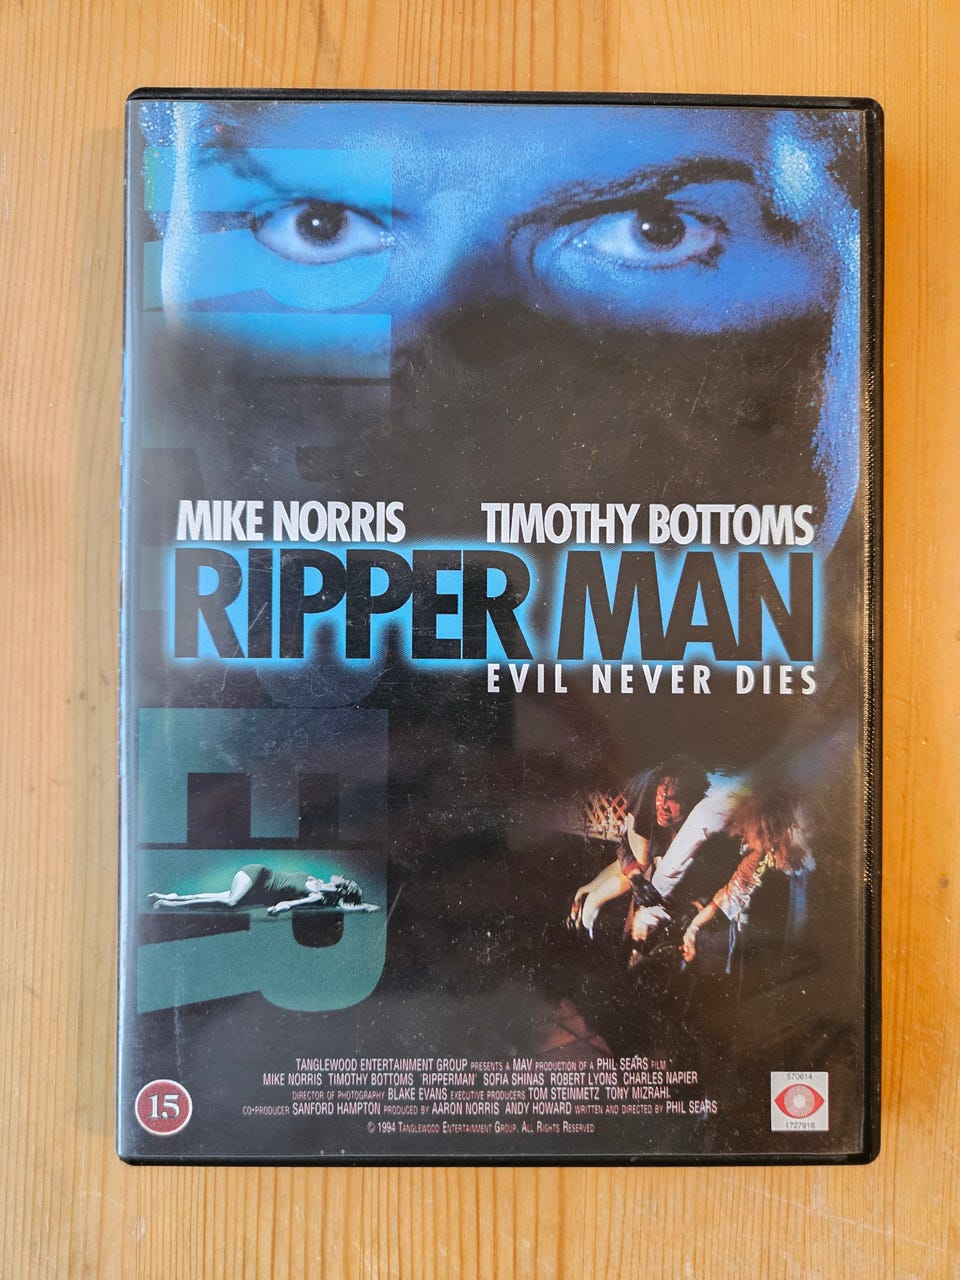 RIPPER
MIKE NORRIS TIMOTHY BOTTOMS
RIPPER MAN
EVIL NEVER DIES
TANGLEWOOD ENTERTAINMENT GROUP PRESENTS A MAV PRODUCTION OF A PHIL SEARS FILM
MIKE NORRIS TIMOTHY BOTTOMS 'RIPPERMAN' SOFIA SHINAS ROBERT LYONS CHARLES NAPIER
DIRECTOR OF PHOTOGRAPHY BLAKE EVANS EXECUTIVE PRODUCERS TOM STEINMETZ TONY MIZRAHI
CO-PRODUCER SANFORD HAMPTON PRODUCED BY AARON NORRIS ANDY HOWARD WRITTEN AND DIRECTED BY PHIL SEARS
© 1994 TANGLEWOOD ENTERTAINMENT GROUP. ALL RIGHTS RESERVED
15
570614
1727916